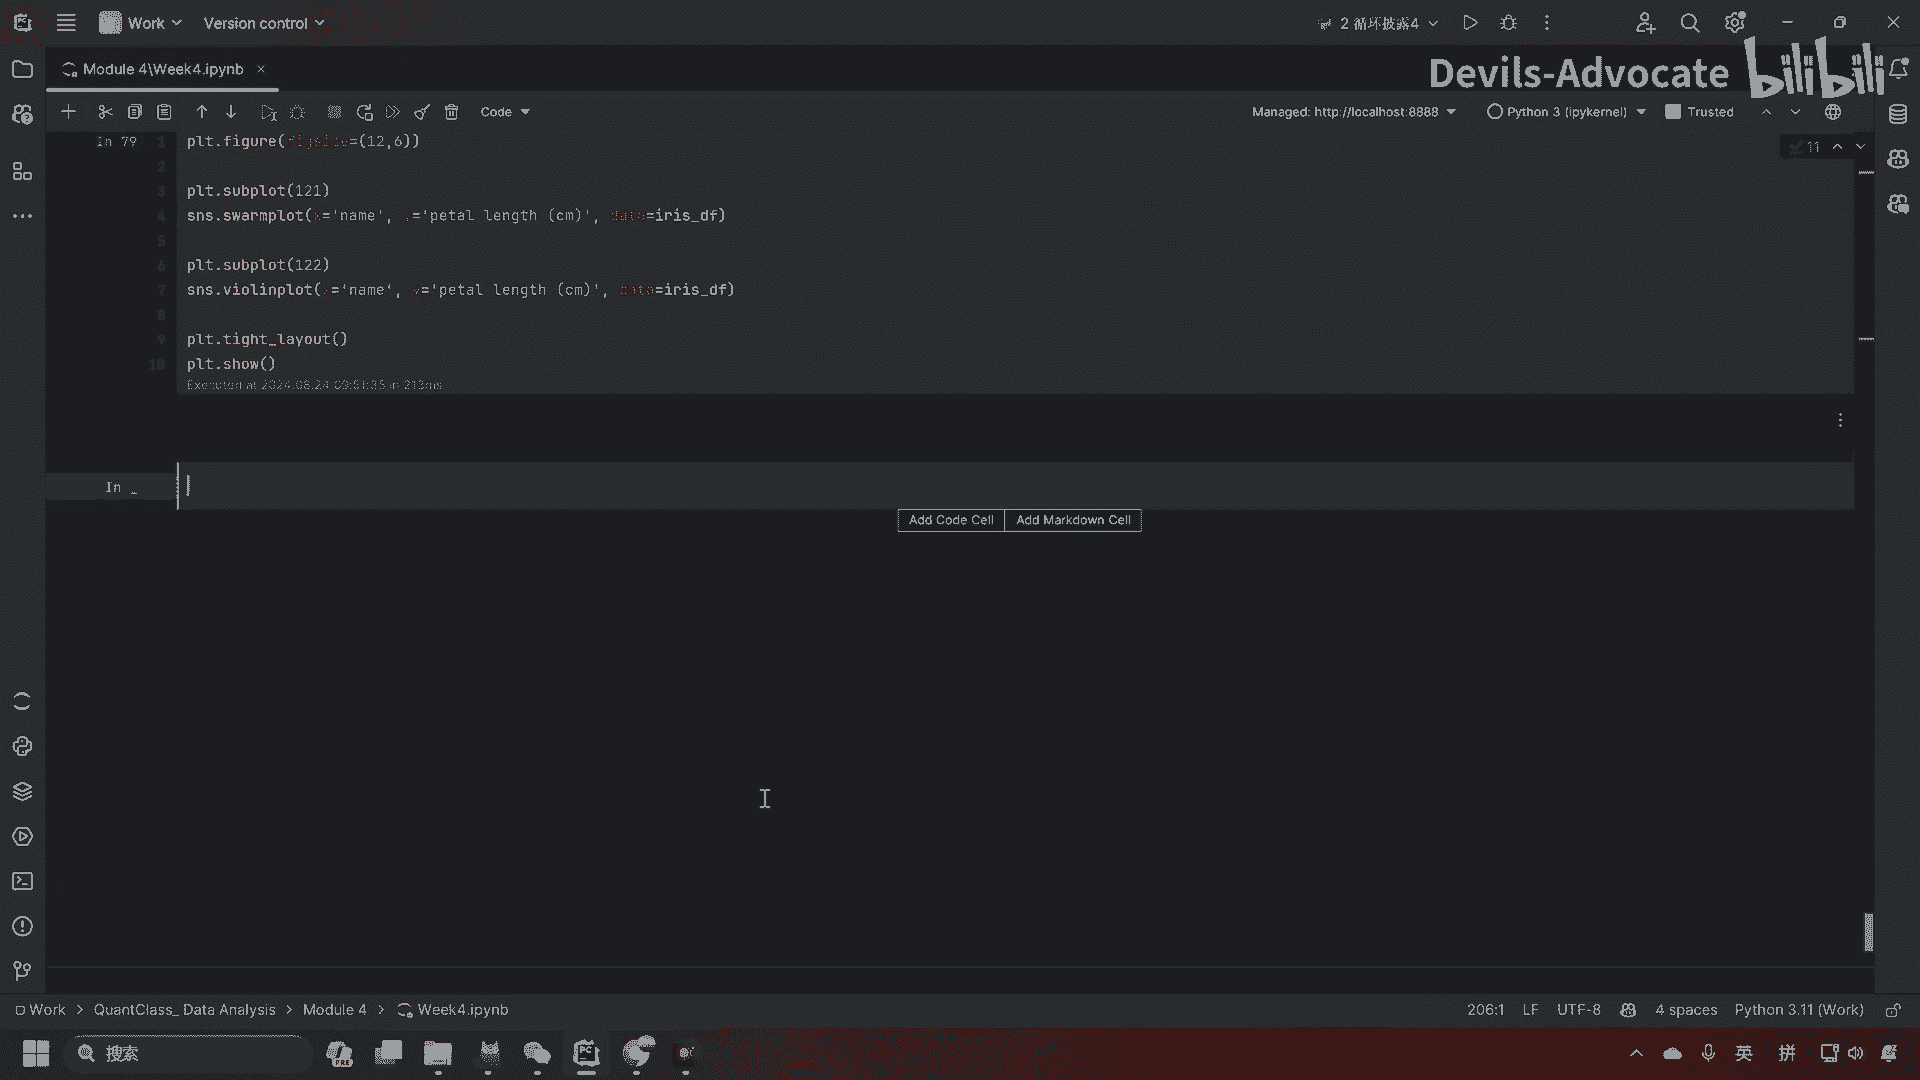 Work
Version control
2 循环披露4
Module 4\Week4.ipynb
Devils-Advocate bilibili
Code
Managed: http://localhost:8888
Python 3 (ipykernel)
Trusted
In 79
1 plt.figure(figsize=(12,6))
11
2
3 plt.subplot(121)
4 sns.swarmplot(x='name', y='petal length (cm)', data=iris_df)
5
6 plt.subplot(122)
7 sns.violinplot(x='name', y='petal length (cm)', data=iris_df)
8
9 plt.tight_layout()
10 plt.show()
Executed at 2024.08.24 09:51:35 in 213ms
In _
Add Code Cell
Add Markdown Cell
Work > QuantClass_ Data Analysis > Module 4 > Week4.ipynb
206:1 LF UTF-8 4 spaces Python 3.11 (Work)
搜索
PRE
PC
英
拼